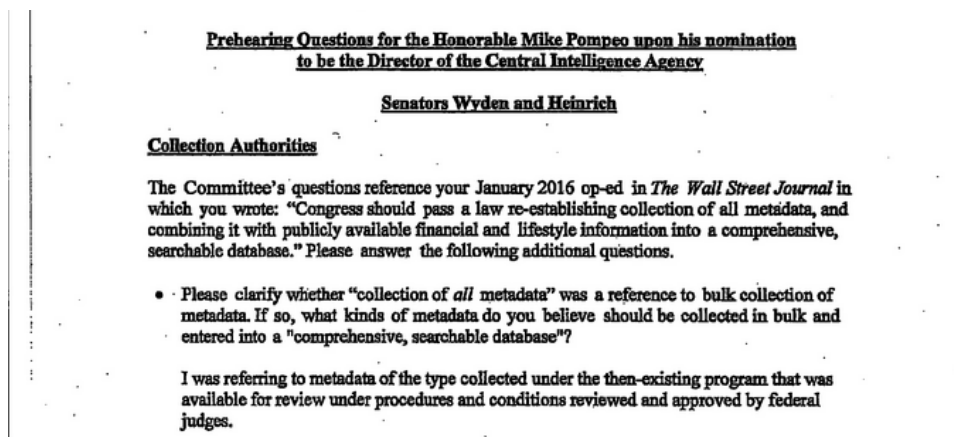 Prehearing Questions for the Honorable Mike Pompeo upon his nomination
to be the Director of the Central Intelligence Agency
Senators Wyden and Heinrich
Collection Authorities
The Committee's questions reference your January 2016 op-ed in The Wall Street Journal in
which you wrote: “Congress should pass a law re-establishing collection of all metadata, and
combining it with publicly available financial and lifestyle information into a comprehensive,
searchable database.” Please answer the following additional questions.
• Please clarify whether “collection of all metadata” was a reference to bulk collection of
metadata. If so, what kinds of metadata do you believe should be collected in bulk and
entered into a "comprehensive, searchable database"?
I was referring to metadata of the type collected under the then-existing program that was
available for review under procedures and conditions reviewed and approved by federal
judges.